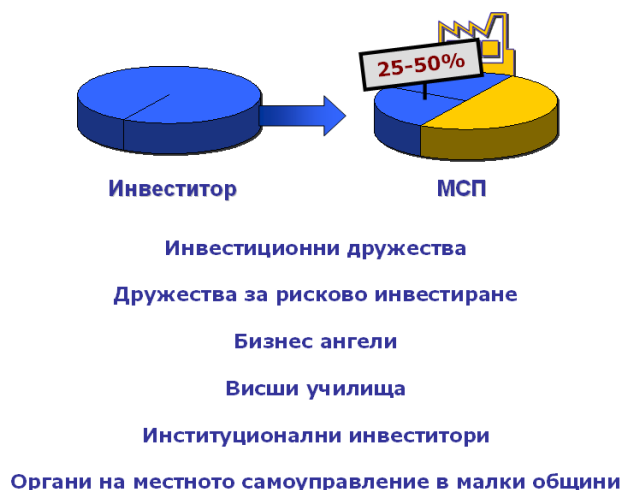 25-50%
Инвеститор
МСП
Инвестиционни дружества
Дружества за рисково инвестиране
Бизнес ангели
Висши училища
Институционални инвеститори
Органи на местното самоуправление в малки общини